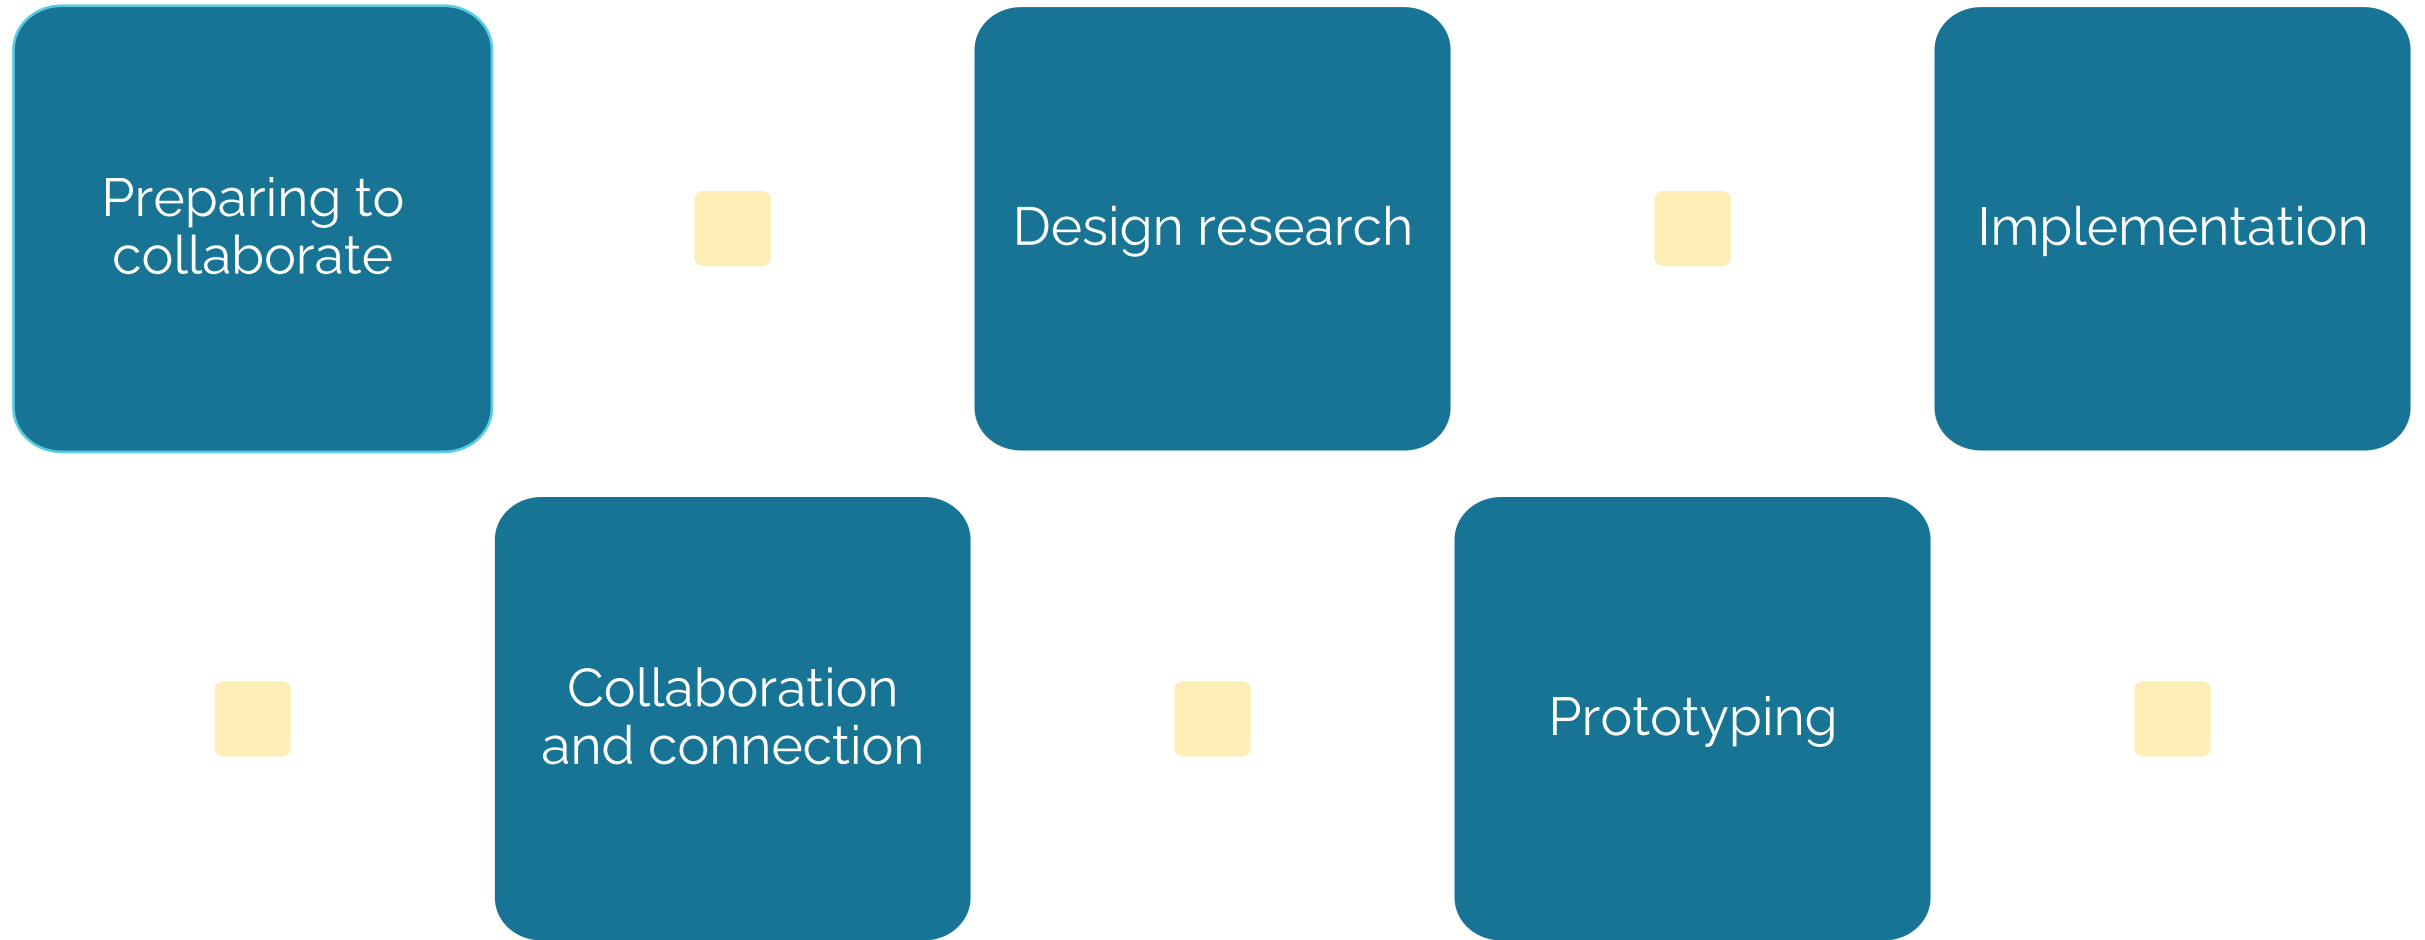 Preparing to
collaborate
Collaboration
and connection
Design research
Prototyping
Implementation